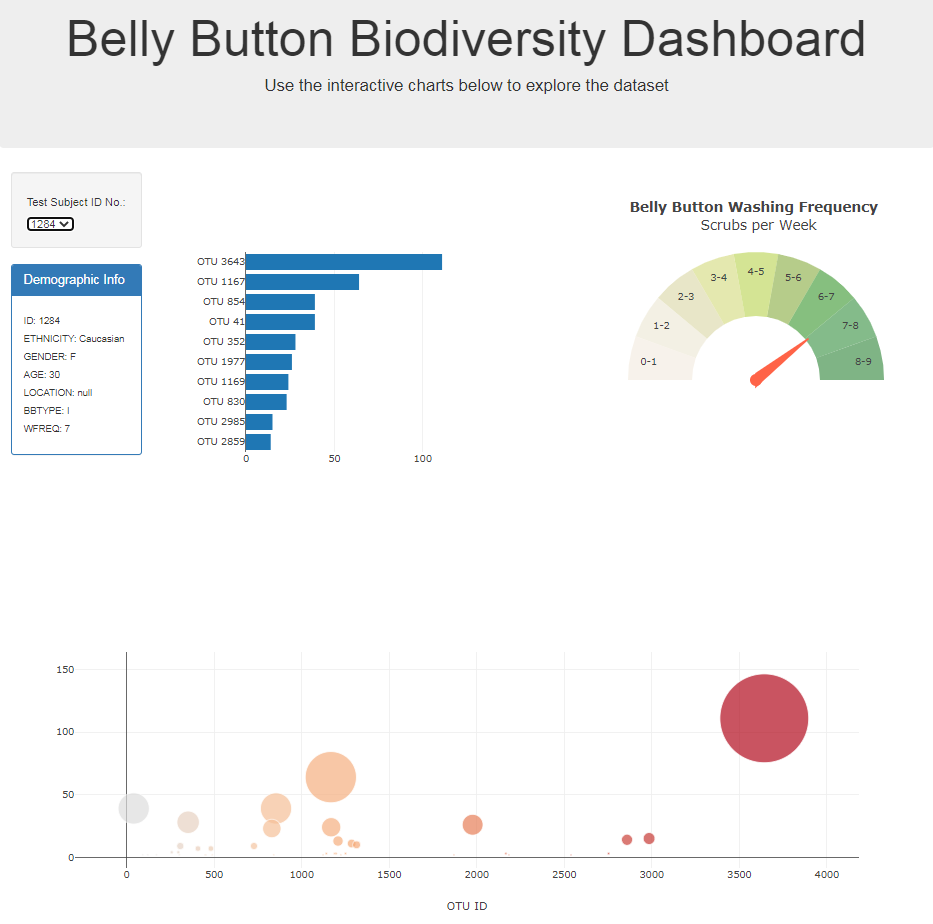 Belly Button Biodiversity Dashboard
Use the interactive charts below to explore the dataset
Test Subject ID No.:
1284
Demographic Info
ID: 1284
ETHNICITY: Caucasian
GENDER: F
AGE: 30
LOCATION: null
BBTYPE: I
WFREQ: 7
OTU 3643
OTU 1167
OTU 854
OTU 41
OTU 352
OTU 1977
OTU 1169
OTU 830
OTU 2985
OTU 2859
0 50 100
Belly Button Washing Frequency
Scrubs per Week
0-1
1-2
2-3
3-4
4-5
5-6
6-7
7-8
8-9
150
100
50
0
0 500 1000 1500 2000 2500 3000 3500 4000
OTU ID